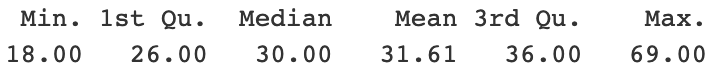 Min. 1st Qu. Median Mean 3rd Qu. Max.
18.00 26.00 30.00 31.61 36.00 69.00